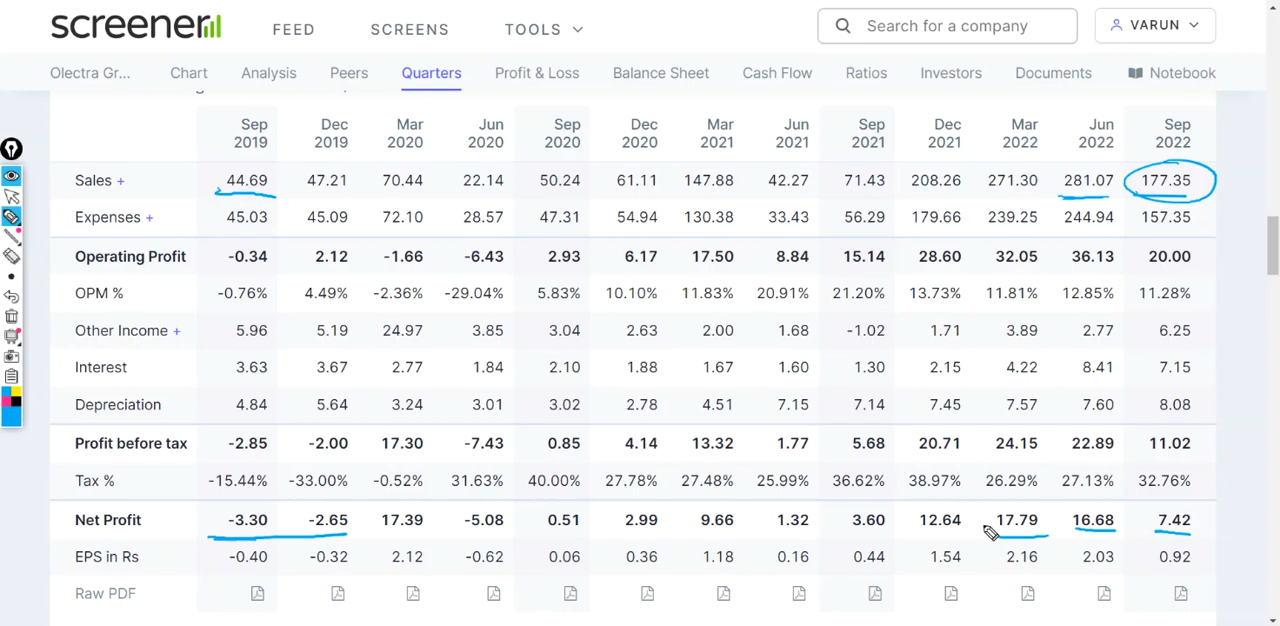 screener
FEED SCREENS TOOLS Search for a company VARUN
Olectra Gr... Chart Analysis Peers Quarters Profit & Loss Balance Sheet Cash Flow Ratios Investors Documents Notebook
Sep Dec Mar Jun Sep Dec Mar Jun Sep Dec Mar Jun Sep
2019 2019 2020 2020 2020 2020 2021 2021 2021 2021 2022 2022 2022
Sales + 44.69 47.21 70.44 22.14 50.24 61.11 147.88 42.27 71.43 208.26 271.30 281.07 177.35
Expenses + 45.03 45.09 72.10 28.57 47.31 54.94 130.38 33.43 56.29 179.66 239.25 244.94 157.35
Operating Profit -0.34 2.12 -1.66 -6.43 2.93 6.17 17.50 8.84 15.14 28.60 32.05 36.13 20.00
OPM % -0.76% 4.49% -2.36% -29.04% 5.83% 10.10% 11.83% 20.91% 21.20% 13.73% 11.81% 12.85% 11.28%
Other Income + 5.96 5.19 24.97 3.85 3.04 2.63 2.00 1.68 -1.02 1.71 3.89 2.77 6.25
Interest 3.63 3.67 2.77 1.84 2.10 1.88 1.67 1.60 1.30 2.15 4.22 8.41 7.15
Depreciation 4.84 5.64 3.24 3.01 3.02 2.78 4.51 7.15 7.14 7.45 7.57 7.60 8.08
Profit before tax -2.85 -2.00 17.30 -7.43 0.85 4.14 13.32 1.77 5.68 20.71 24.15 22.89 11.02
Tax % -15.44% -33.00% -0.52% 31.63% 40.00% 27.78% 27.48% 25.99% 36.62% 38.97% 26.29% 27.13% 32.76%
Net Profit -3.30 -2.65 17.39 -5.08 0.51 2.99 9.66 1.32 3.60 12.64 17.79 16.68 7.42
EPS in Rs -0.40 -0.32 2.12 -0.62 0.06 0.36 1.18 0.16 0.44 1.54 2.16 2.03 0.92
Raw PDF